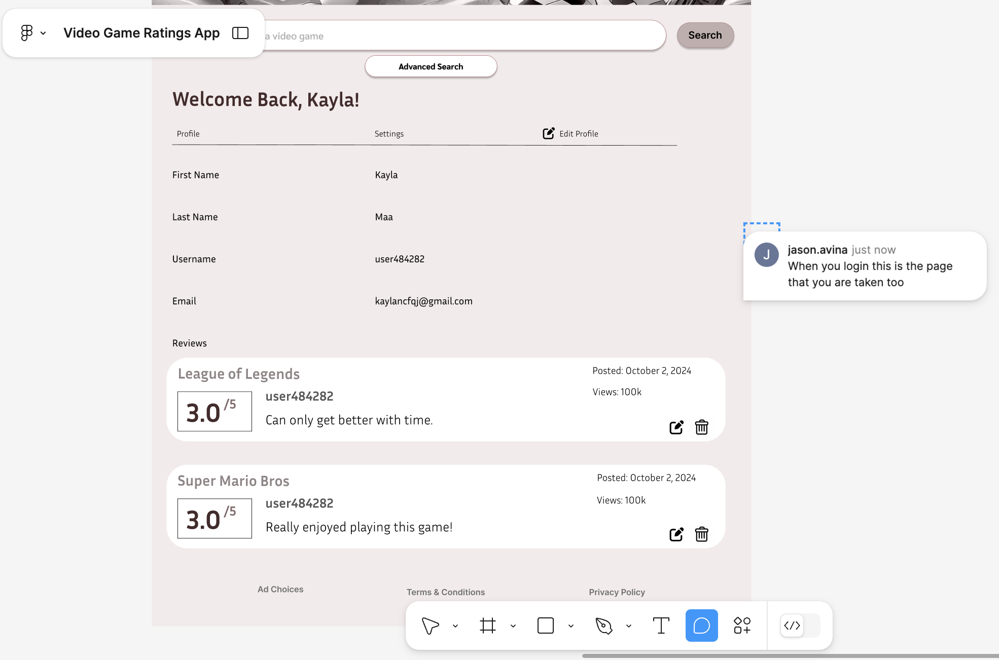 Video Game Ratings App
a video game
Search
Advanced Search
Welcome Back, Kayla!
Profile
Settings
Edit Profile
First Name
Kayla
Last Name
Maa
Username
user484282
Email
kaylancfqj@gmail.com
J
jason.avina just now
When you login this is the page
that you are taken too
Reviews
League of Legends
Posted: October 2, 2024
Views: 100k
3.0 /5
user484282
Can only get better with time.
Super Mario Bros
Posted: October 2, 2024
Views: 100k
3.0 /5
user484282
Really enjoyed playing this game!
Ad Choices
Terms & Conditions
Privacy Policy